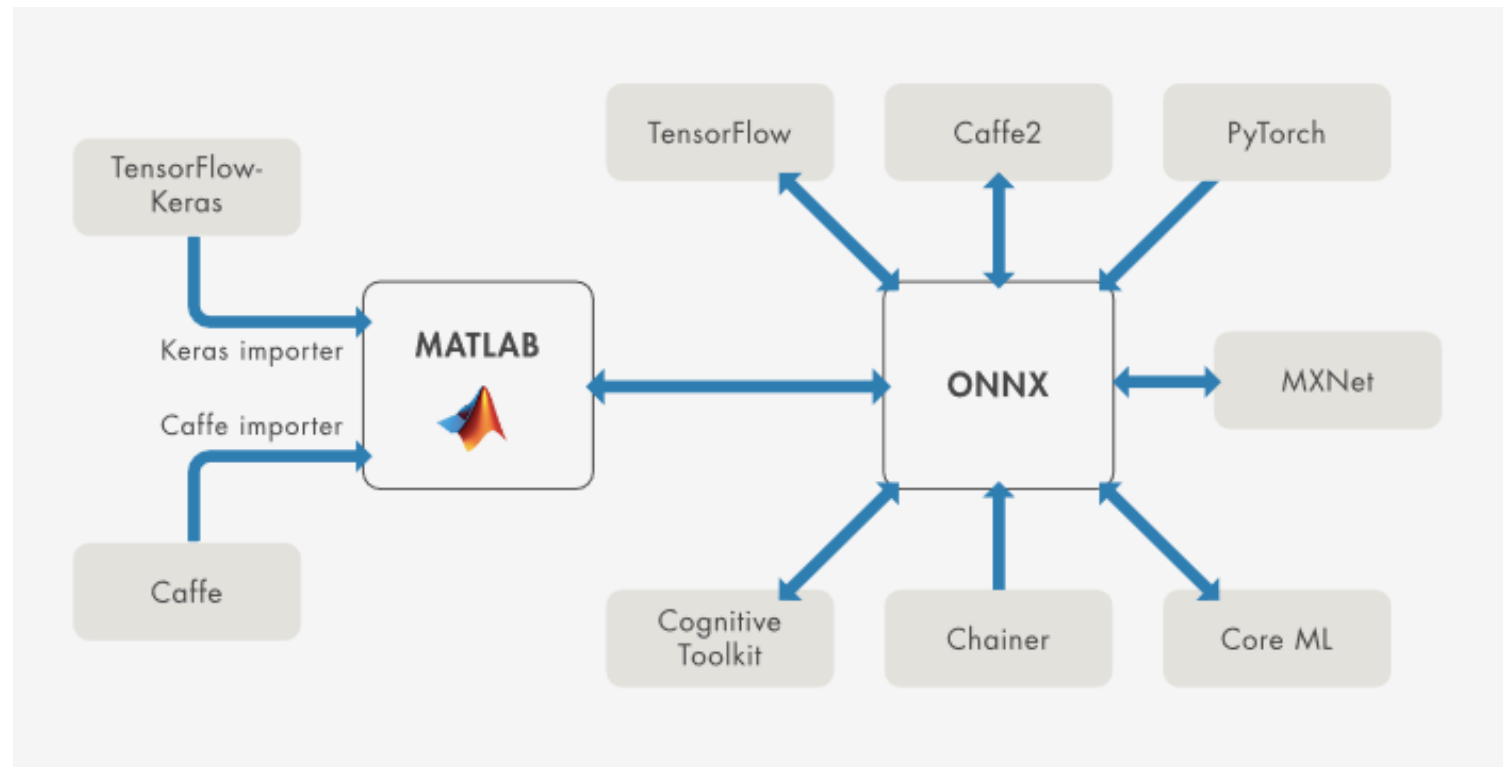 TensorFlow-
Keras
Keras importer
Caffe importer
Caffe
MATLAB
TensorFlow
Caffe2
PyTorch
ONNX
MXNet
Cognitive
Toolkit
Chainer
Core ML